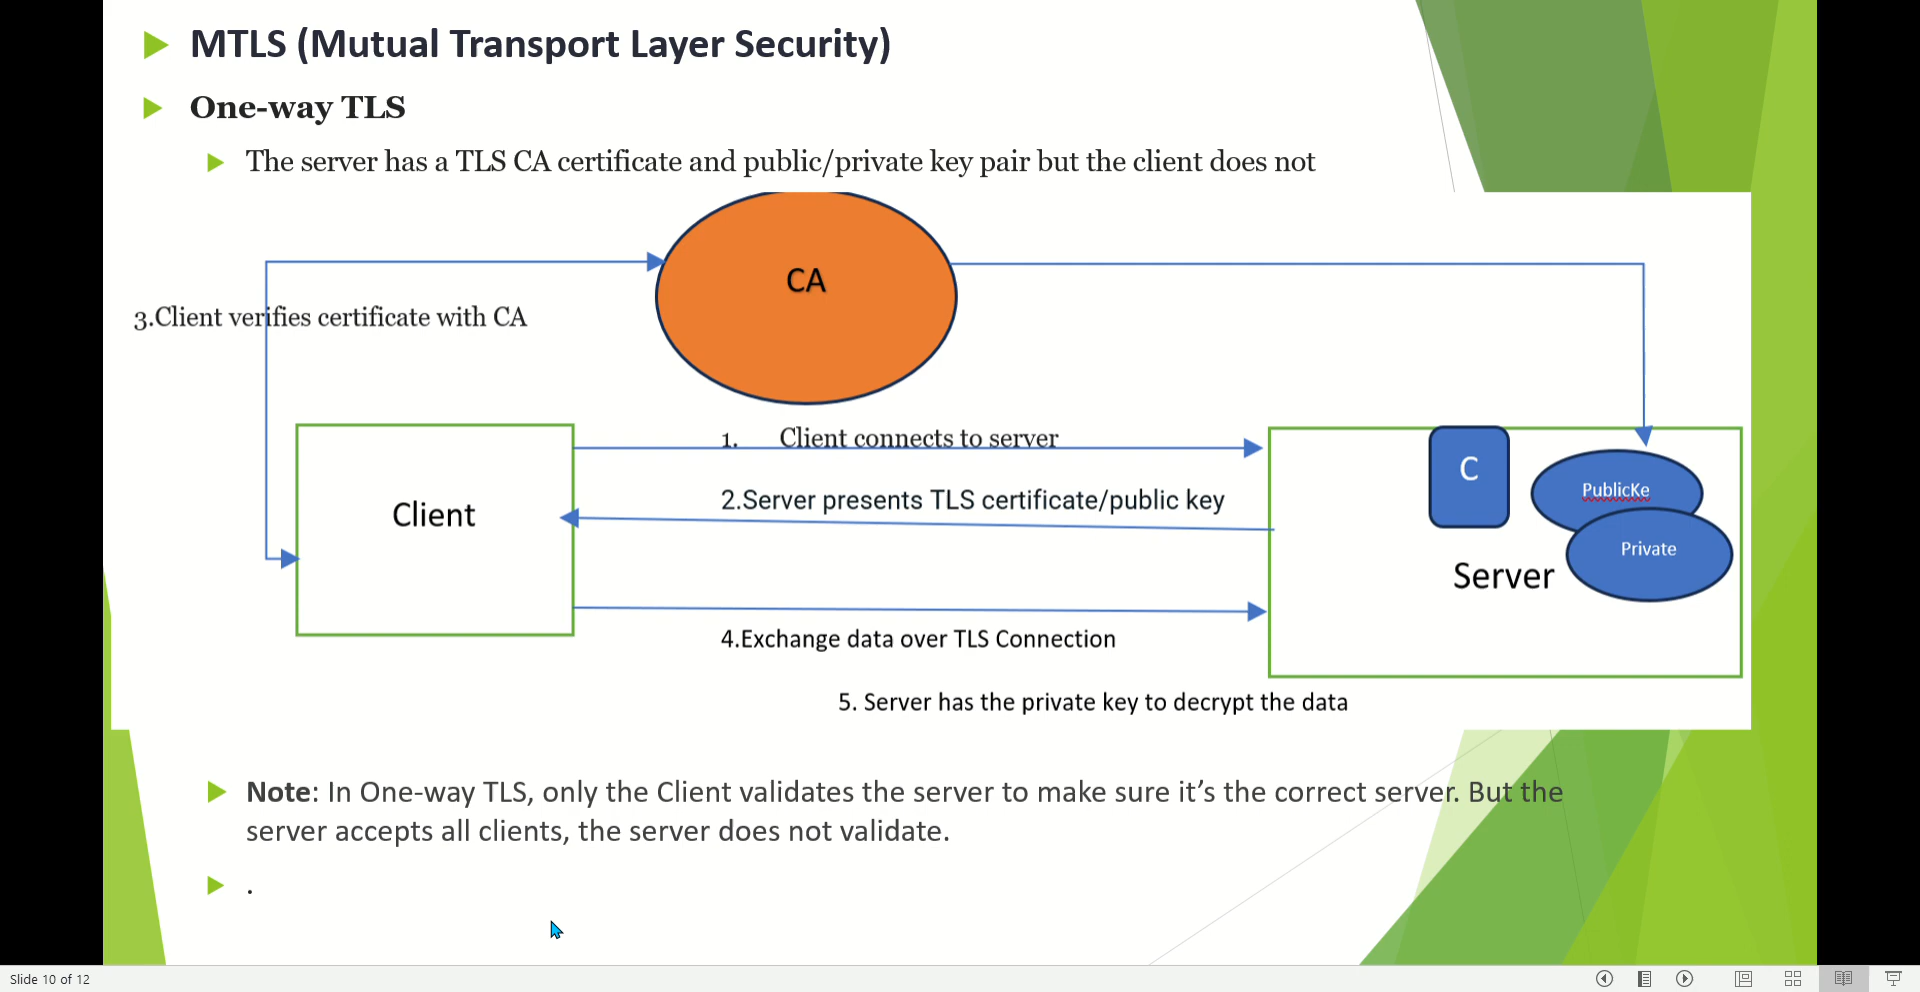 MTLS (Mutual Transport Layer Security)
One-way TLS
The server has a TLS CA certificate and public/private key pair but the client does not
CA
3.Client verifies certificate with CA
1. Client connects to server
C
2.Server presents TLS certificate/public key
PublicKe
Client
Private
Server
4.Exchange data over TLS Connection
5. Server has the private key to decrypt the data
Note: In One-way TLS, only the Client validates the server to make sure it’s the correct server. But the
server accepts all clients, the server does not validate.
.
Slide 10 of 12